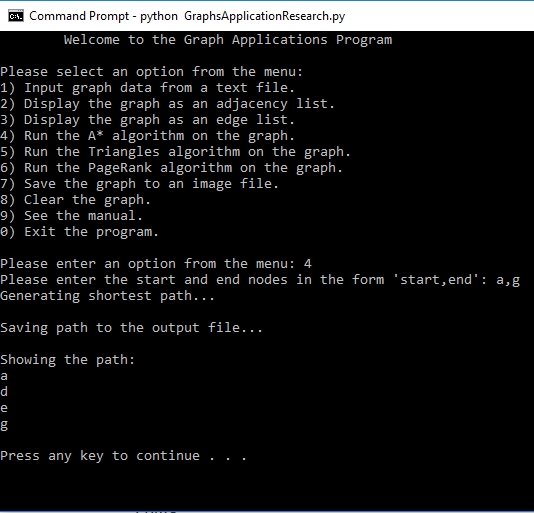 Command Prompt - python GraphsApplicationResearch.py
Welcome to the Graph Applications Program
Please select an option from the menu:
1) Input graph data from a text file.
2) Display the graph as an adjacency list.
3) Display the graph as an edge list.
4) Run the A* algorithm on the graph.
5) Run the Triangles algorithm on the graph.
6) Run the PageRank algorithm on the graph.
7) Save the graph to an image file.
8) Clear the graph.
9) See the manual.
0) Exit the program.
Please enter an option from the menu: 4
Please enter the start and end nodes in the form 'start,end': a,g
Generating shortest path...
Saving path to the output file...
Showing the path:
a
d
e
g
Press any key to continue . . .